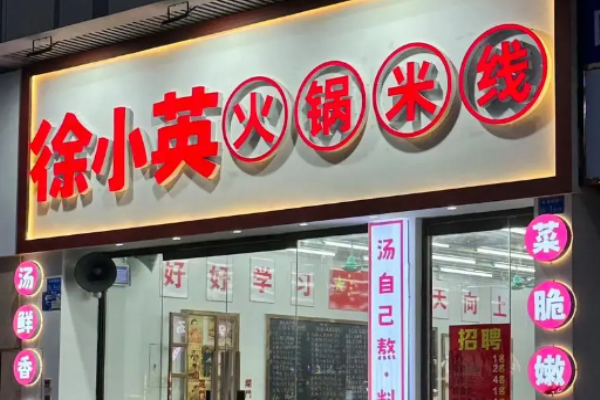 徐小英火锅米线
汤鲜香
好好学习
天向上
汤自己熬·料
招聘
菜脆嫩